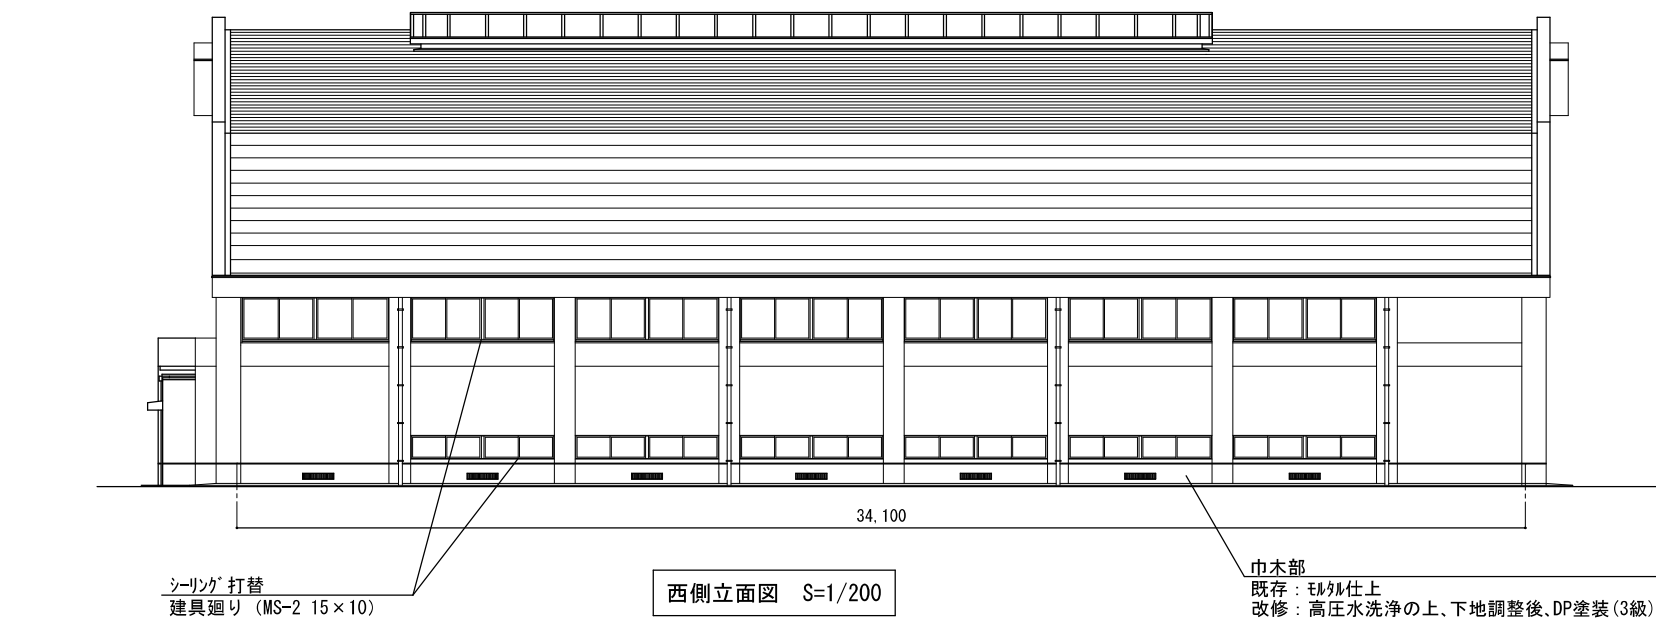 34,100
ｼｰﾘﾝｸﾞ打替
建具廻り (MS-2 15×10)
西側立面図 S=1/200
巾木部
既存：ﾓﾙﾀﾙ仕上
改修：高圧水洗浄の上、下地調整後、DP塗装(3級)